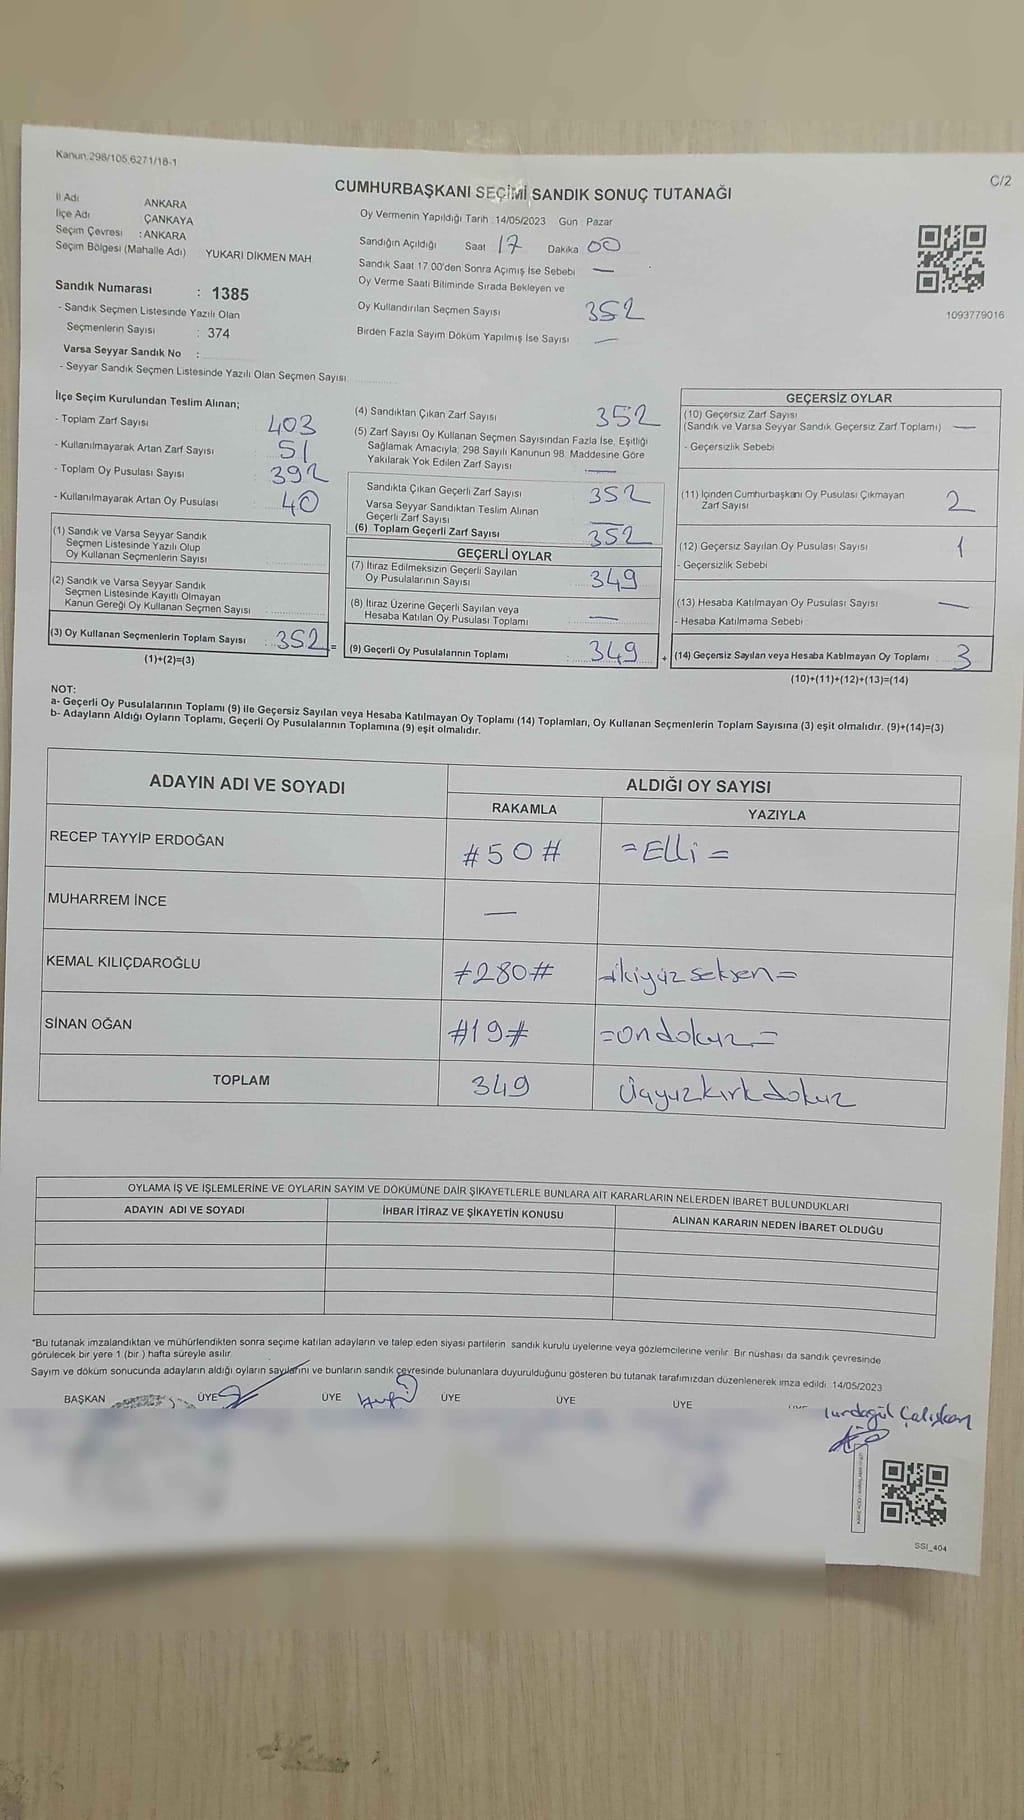 Kanun:298/105,6271/18-1
C/2
CUMHURBAŞKANI SEÇİMİ SANDIK SONUÇ TUTANAĞI
İl Adı ANKARA
İlçe Adı ÇANKAYA
Seçim Çevresi : ANKARA
Seçim Bölgesi (Mahalle Adı) YUKARI DİKMEN MAH
Sandık Numarası : 1385
- Sandık Seçmen Listesinde Yazılı Olan
Seçmenlerin Sayısı : 374
Varsa Seyyar Sandık No :
- Seyyar Sandık Seçmen Listesinde Yazılı Olan Seçmen Sayısı
Oy Vermenin Yapıldığı Tarih : 14/05/2023 Gün : Pazar
Sandığın Açıldığı Saat 17 Dakika 00
Sandık Saat 17.00'den Sonra Açımış İse Sebebi —
Oy Verme Saati Bitiminde Sırada Bekleyen ve
Oy Kullandırılan Seçmen Sayısı 352
Birden Fazla Sayım Döküm Yapılmış İse Sayısı —
1093779016
İlçe Seçim Kurulundan Teslim Alınan;
- Toplam Zarf Sayısı 403
- Kullanılmayarak Artan Zarf Sayısı 51
- Toplam Oy Pusulası Sayısı 392
- Kullanılmayarak Artan Oy Pusulası 40
(1) Sandık ve Varsa Seyyar Sandık
Seçmen Listesinde Yazılı Olup
Oy Kullanan Seçmenlerin Sayısı
(2) Sandık ve Varsa Seyyar Sandık
Seçmen Listesinde Kayıtlı Olmayan
Kanun Gereği Oy Kullanan Seçmen Sayısı
(3) Oy Kullanan Seçmenlerin Toplam Sayısı : 352 =
(1)+(2)=(3)
(4) Sandıktan Çıkan Zarf Sayısı 352
(5) Zarf Sayısı Oy Kullanan Seçmen Sayısından Fazla İse, Eşitliği
Sağlamak Amacıyla; 298 Sayılı Kanunun 98. Maddesine Göre
Yakılarak Yok Edilen Zarf Sayısı —
Sandıkta Çıkan Geçerli Zarf Sayısı 352
Varsa Seyyar Sandıktan Teslim Alınan
Geçerli Zarf Sayısı —
(6) Toplam Geçerli Zarf Sayısı 352
GEÇERLİ OYLAR
(7) İtiraz Edilmeksizin Geçerli Sayılan
Oy Pusulalarının Sayısı 349
(8) İtiraz Üzerine Geçerli Sayılan veya
Hesaba Katılan Oy Pusulası Toplamı —
(9) Geçerli Oy Pusulalarının Toplamı : 349 +
GEÇERSİZ OYLAR
(10) Geçersiz Zarf Sayısı
(Sandık ve Varsa Seyyar Sandık Geçersiz Zarf Toplamı) —
- Geçersizlik Sebebi
(11) İçinden Cumhurbaşkanı Oy Pusulası Çıkmayan
Zarf Sayısı 2
(12) Geçersiz Sayılan Oy Pusulası Sayısı 1
- Geçersizlik Sebebi
(13) Hesaba Katılmayan Oy Pusulası Sayısı —
- Hesaba Katılmama Sebebi
(14) Geçersiz Sayılan veya Hesaba Katılmayan Oy Toplamı 3
(10)+(11)+(12)+(13)=(14)
NOT:
a- Geçerli Oy Pusulalarının Toplamı (9) ile Geçersiz Sayılan veya Hesaba Katılmayan Oy Toplamı (14) Toplamları, Oy Kullanan Seçmenlerin Toplam Sayısına (3) eşit olmalıdır. (9)+(14)=(3)
b- Adayların Aldığı Oyların Toplamı, Geçerli Oy Pusulalarının Toplamına (9) eşit olmalıdır.
ADAYIN ADI VE SOYADI ALDIĞI OY SAYISI
RAKAMLA YAZIYLA
RECEP TAYYİP ERDOĞAN #50# =Elli=
MUHARREM İNCE —
KEMAL KILIÇDAROĞLU #280# =ikiyüz seksen=
SİNAN OĞAN #19# =on dokuz=
TOPLAM 349 Üçyüzkırkdokuz
OYLAMA İŞ VE İŞLEMLERİNE VE OYLARIN SAYIM VE DÖKÜMÜNE DAİR ŞİKAYETLERLE BUNLARA AİT KARARLARIN NELERDEN İBARET BULUNDUKLARI
ADAYIN ADI VE SOYADI İHBAR İTİRAZ VE ŞİKAYETİN KONUSU ALINAN KARARIN NEDEN İBARET OLDUĞU
*Bu tutanak imzalandıktan ve mühürlendikten sonra seçime katılan adayların ve talep eden siyasi partilerin sandık kurulu üyelerine veya gözlemcilerine verilir. Bir nüshası da sandık çevresinde
görülecek bir yere 1 (bir ) hafta süreyle asılır.
Sayım ve döküm sonucunda adayların aldığı oyların sayılarını ve bunların sandık çevresinde bulunanlara duyurulduğunu gösteren bu tutanak tarafımızdan düzenlenerek imza edildi. 14/05/2023
BAŞKAN ÜYE ÜYE ÜYE ÜYE ÜYE
Çalışkan
SSI_404